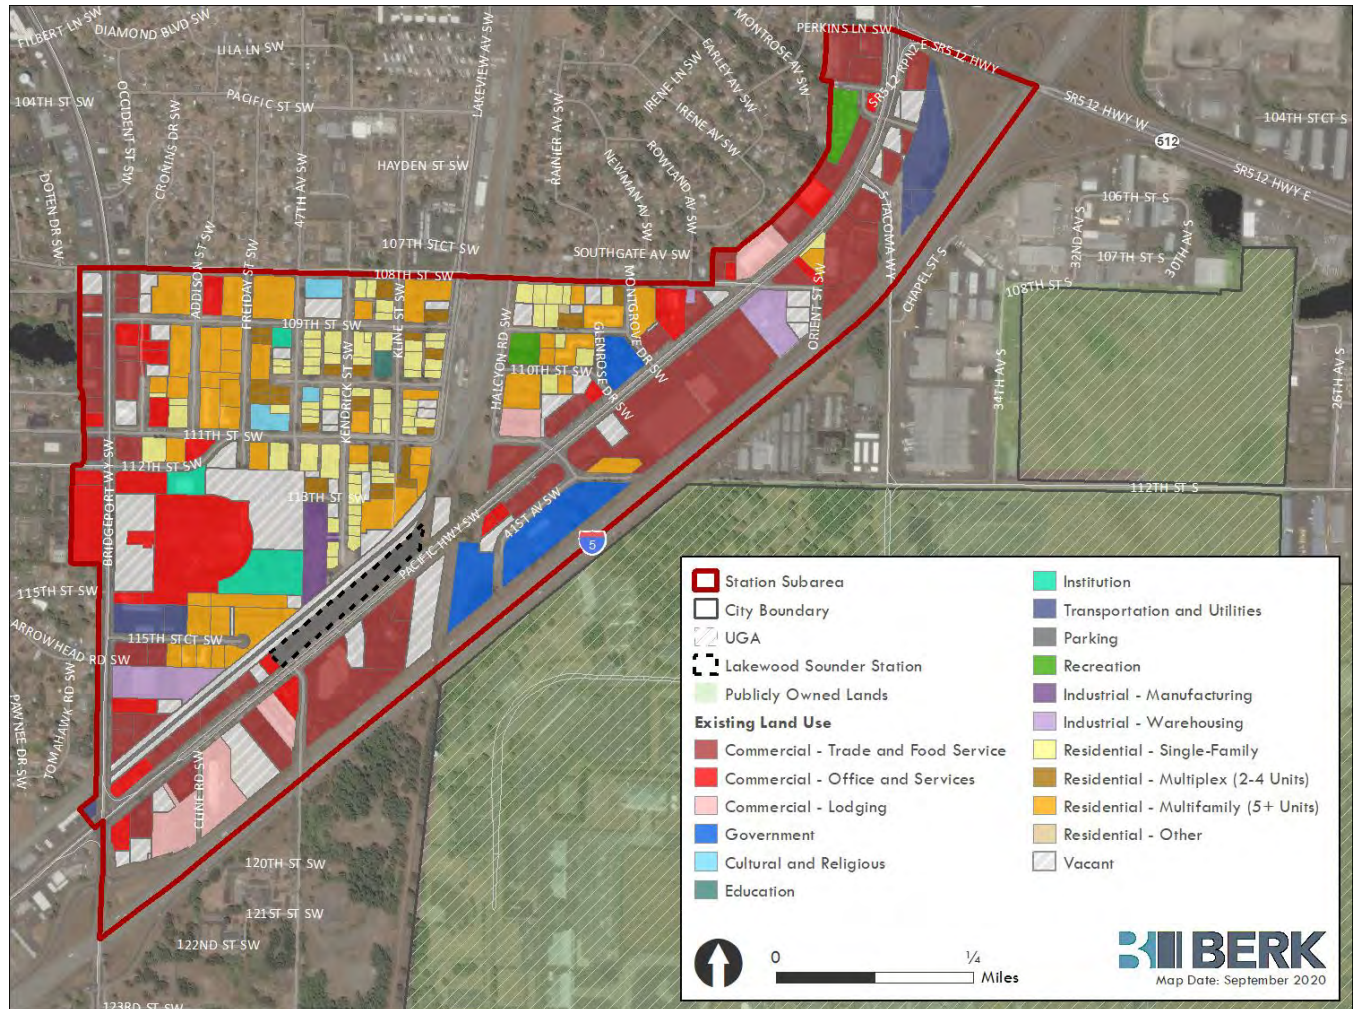 FILBERT LN SW
DIAMOND BLVD SW
LILA LN SW
LAKEVIEW AV SW
MONTROSE AV SW
PERKINS LN SW
EARLEY AV SW
IRENE LN SW
SR512 RPN2 E
SR512 HWY
104TH ST SW
OCCIDENT ST SW
PACIFIC ST SW
CRONINS DR SW
RAINIER AV SW
IRENE AV SW
SR512 HWY W
104TH ST CT S
512
47TH AV SW
HAYDEN ST SW
ROWLAND AV SW
NEWMAN AV SW
SR512 HWY E
DOTEN DR SW
106TH ST S
S TACOMA WY
32ND AV S
30TH AV S
107TH ST CT SW
SOUTHGATE AV SW
107TH ST S
ADDISON ST SW
FREIDAY ST SW
108TH ST SW
MONTGROVE DR SW
ORIENT ST SW
CHAPEL ST S
108TH ST S
109TH ST SW
KLINE ST SW
GLENROSE DR SW
HALCYON RD SW
110TH ST SW
KENDRICK ST SW
34TH AV S
26TH AV S
111TH ST SW
112TH ST SW
113TH ST SW
112TH ST S
BRIDGEPORT WY SW
PACIFIC HWY SW
41ST AV SW
5
115TH ST SW
115TH ST CT SW
ARROWHEAD RD SW
TOMAHAWK RD SW
PAWNEE DR SW
CLINE RD SW
120TH ST SW
121ST ST SW
122ND ST SW
123RD ST SW
Station Subarea
City Boundary
UGA
Lakewood Sounder Station
Publicly Owned Lands
Existing Land Use
Commercial - Trade and Food Service
Commercial - Office and Services
Commercial - Lodging
Government
Cultural and Religious
Education
Institution
Transportation and Utilities
Parking
Recreation
Industrial - Manufacturing
Industrial - Warehousing
Residential - Single-Family
Residential - Multiplex (2-4 Units)
Residential - Multifamily (5+ Units)
Residential - Other
Vacant
0 ¼
Miles
BERK
Map Date: September 2020